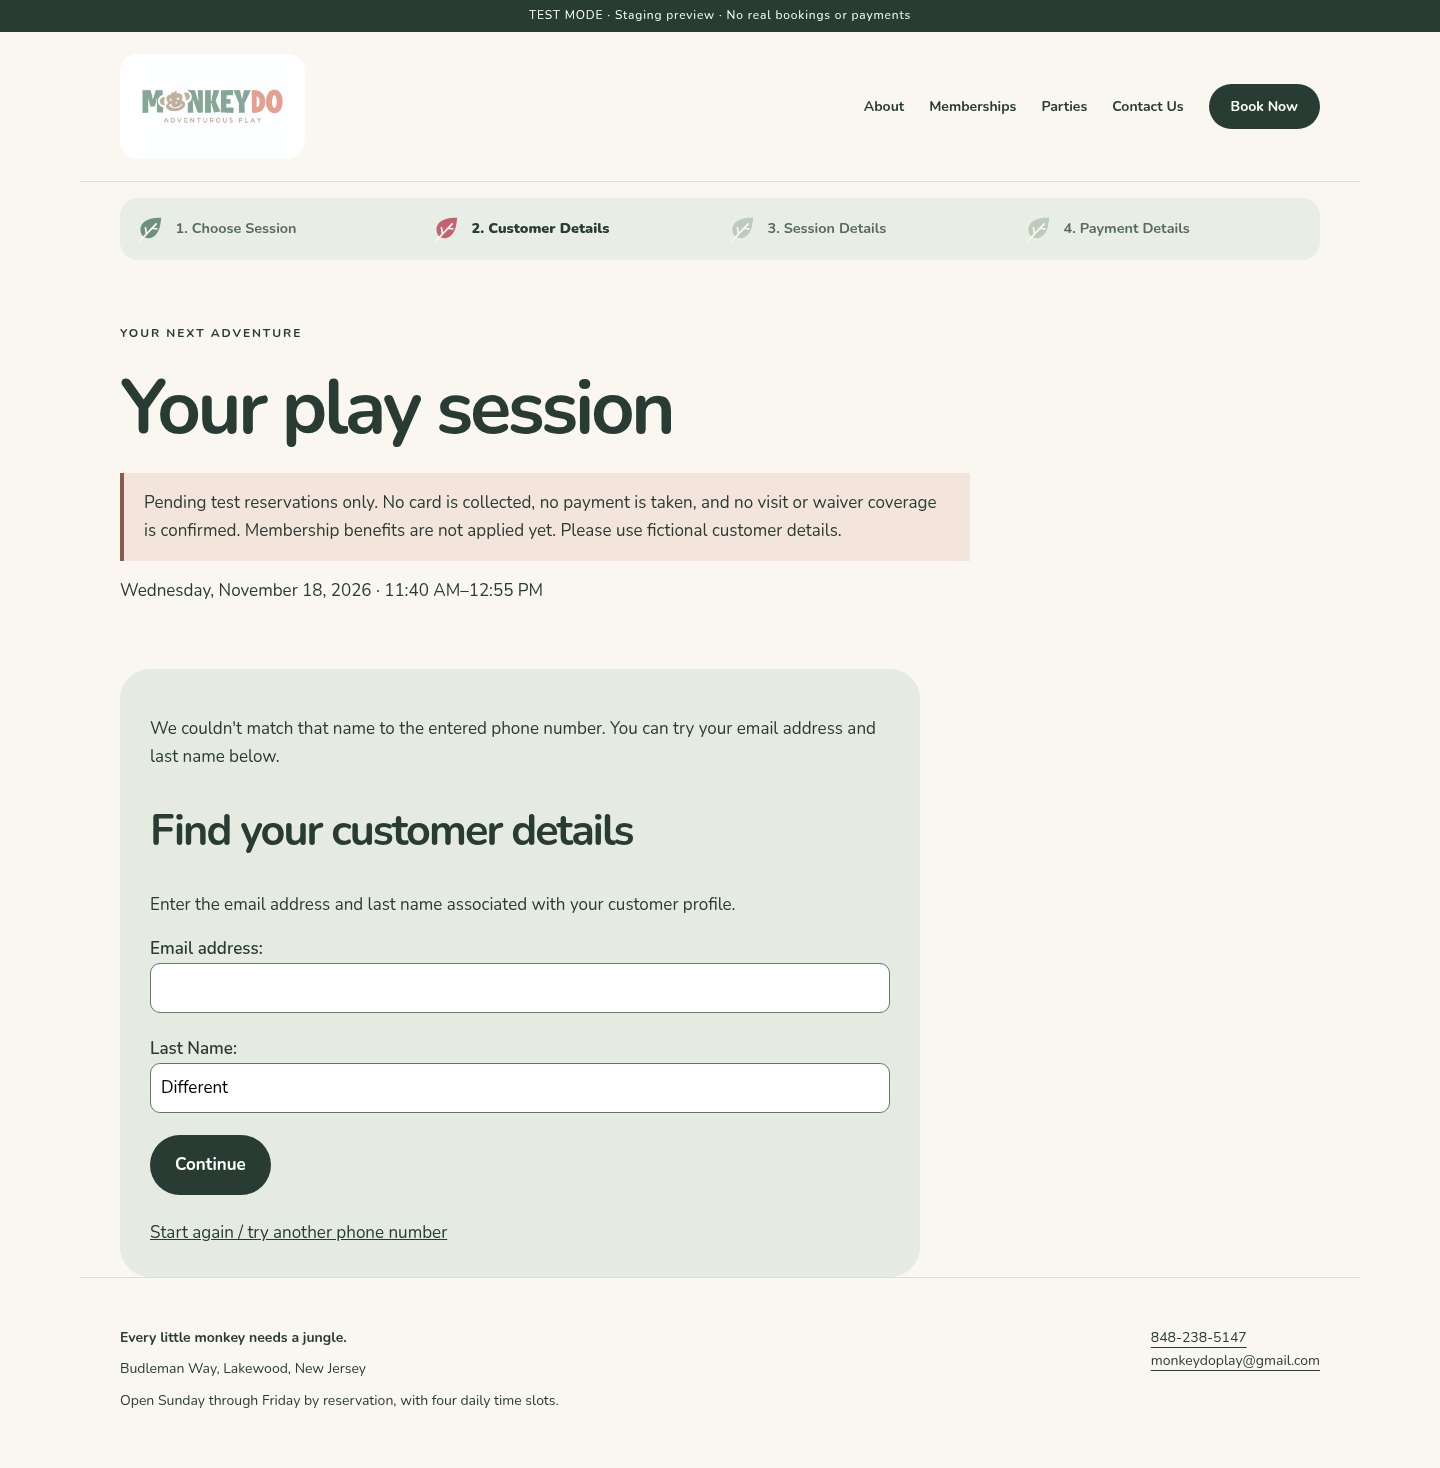 TEST MODE · Staging preview · No real bookings or payments
MONKEYDO
ADVENTUROUS PLAY
About
Memberships
Parties
Contact Us
Book Now
1. Choose Session
2. Customer Details
3. Session Details
4. Payment Details
YOUR NEXT ADVENTURE
Your play session
Pending test reservations only. No card is collected, no payment is taken, and no visit or waiver coverage
is confirmed. Membership benefits are not applied yet. Please use fictional customer details.
Wednesday, November 18, 2026 · 11:40 AM–12:55 PM
We couldn't match that name to the entered phone number. You can try your email address and
last name below.
Find your customer details
Enter the email address and last name associated with your customer profile.
Email address:
Last Name:
Different
Continue
Start again / try another phone number
Every little monkey needs a jungle.
Budleman Way, Lakewood, New Jersey
Open Sunday through Friday by reservation, with four daily time slots.
848-238-5147
monkeydoplay@gmail.com